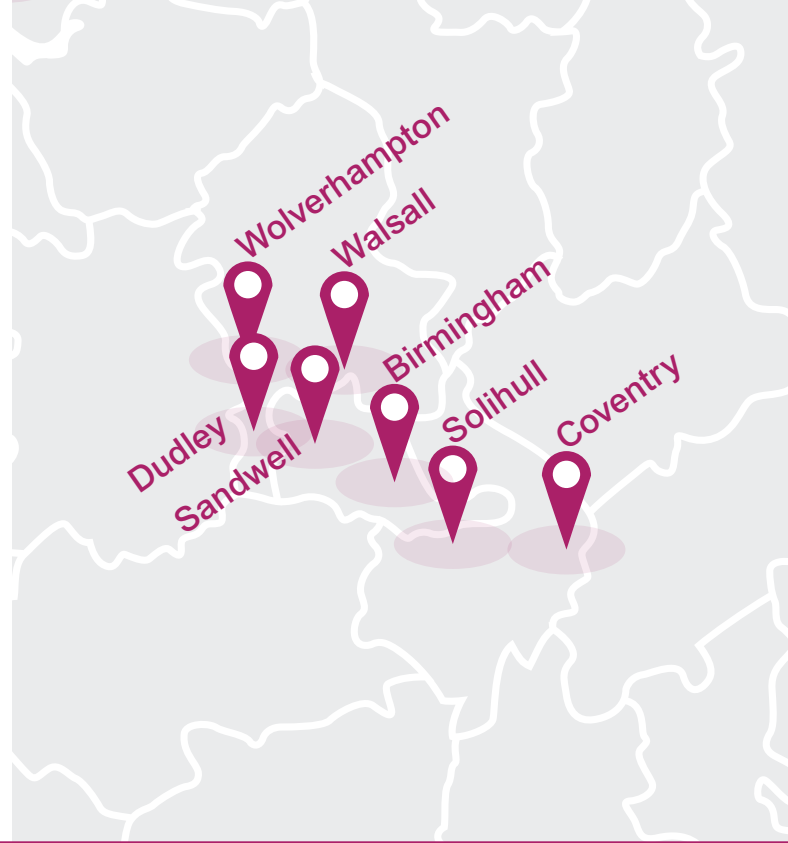 Wolverhampton
Walsall
Birmingham
Solihull
Coventry
Dudley
Sandwell